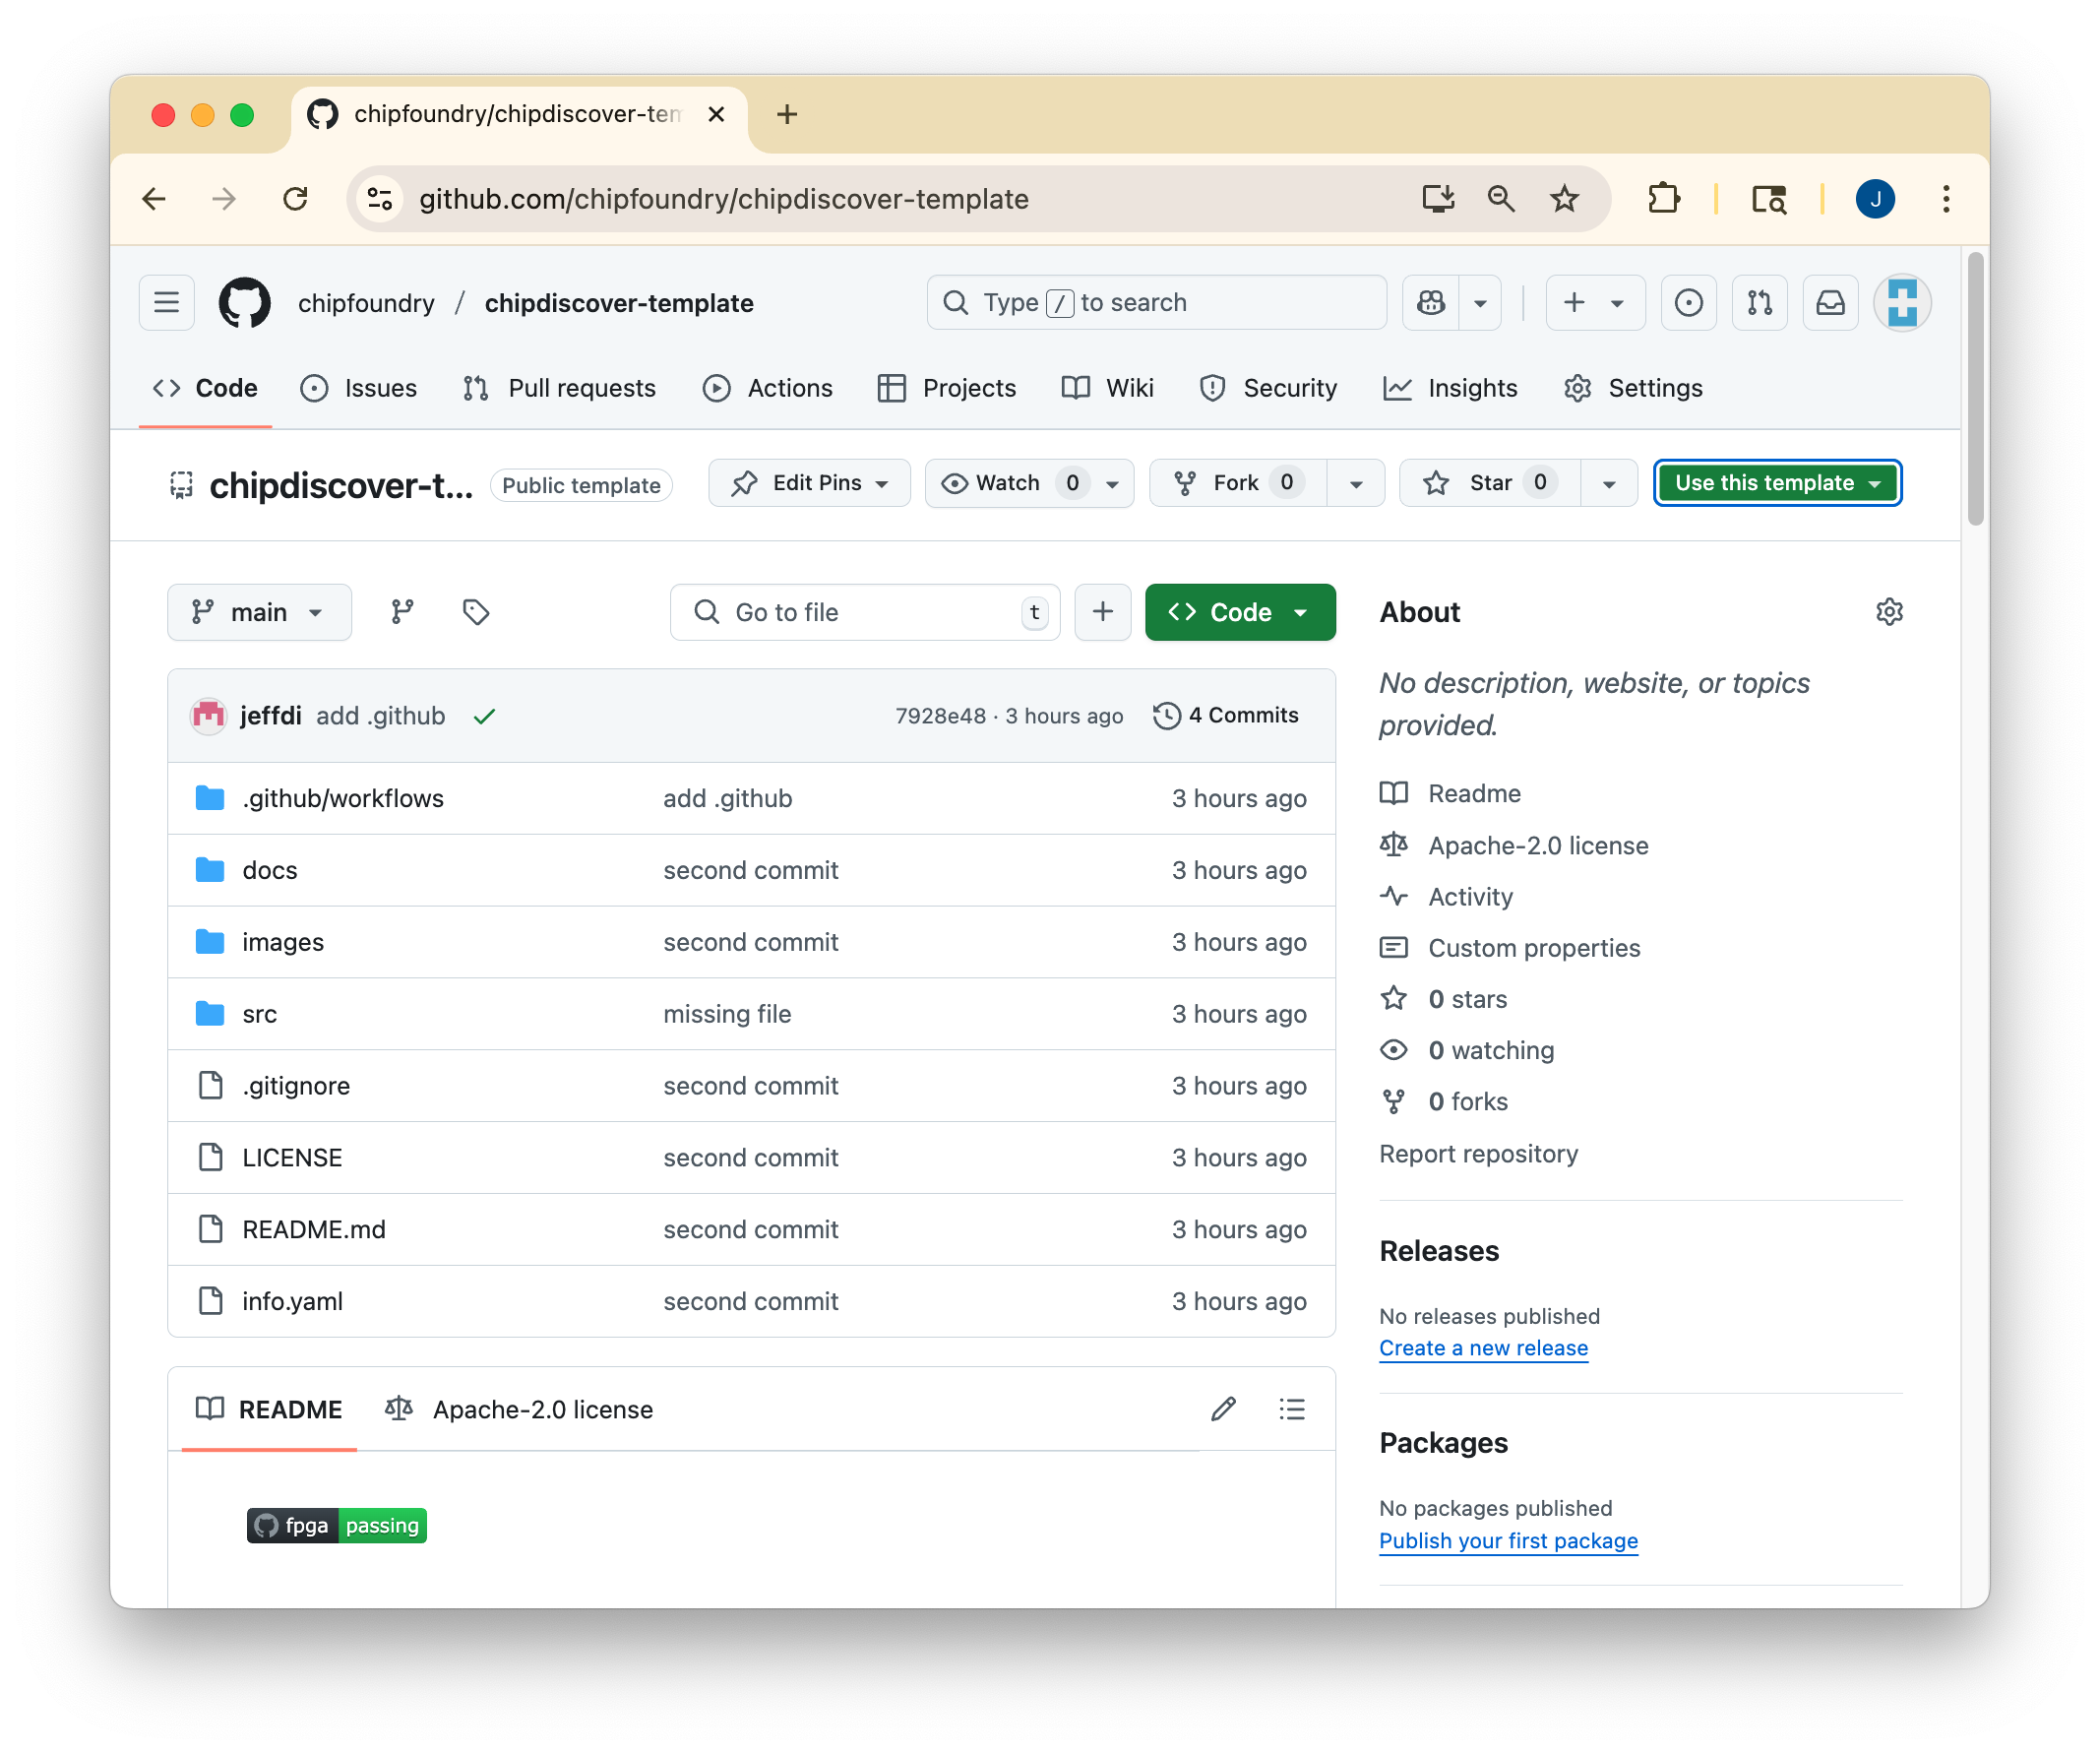 chipfoundry/chipdiscover-tem
github.com/chipfoundry/chipdiscover-template
J
chipfoundry / chipdiscover-template
Type / to search
Code Issues Pull requests Actions Projects Wiki Security Insights Settings
chipdiscover-t... Public template Edit Pins Watch 0 Fork 0 Star 0 Use this template
main Go to file t Code
jeffdi add .github 7928e48 · 3 hours ago 4 Commits
.github/workflows add .github 3 hours ago
docs second commit 3 hours ago
images second commit 3 hours ago
src missing file 3 hours ago
.gitignore second commit 3 hours ago
LICENSE second commit 3 hours ago
README.md second commit 3 hours ago
info.yaml second commit 3 hours ago
README Apache-2.0 license
fpga passing
About
No description, website, or topics
provided.
Readme
Apache-2.0 license
Activity
Custom properties
0 stars
0 watching
0 forks
Report repository
Releases
No releases published
Create a new release
Packages
No packages published
Publish your first package